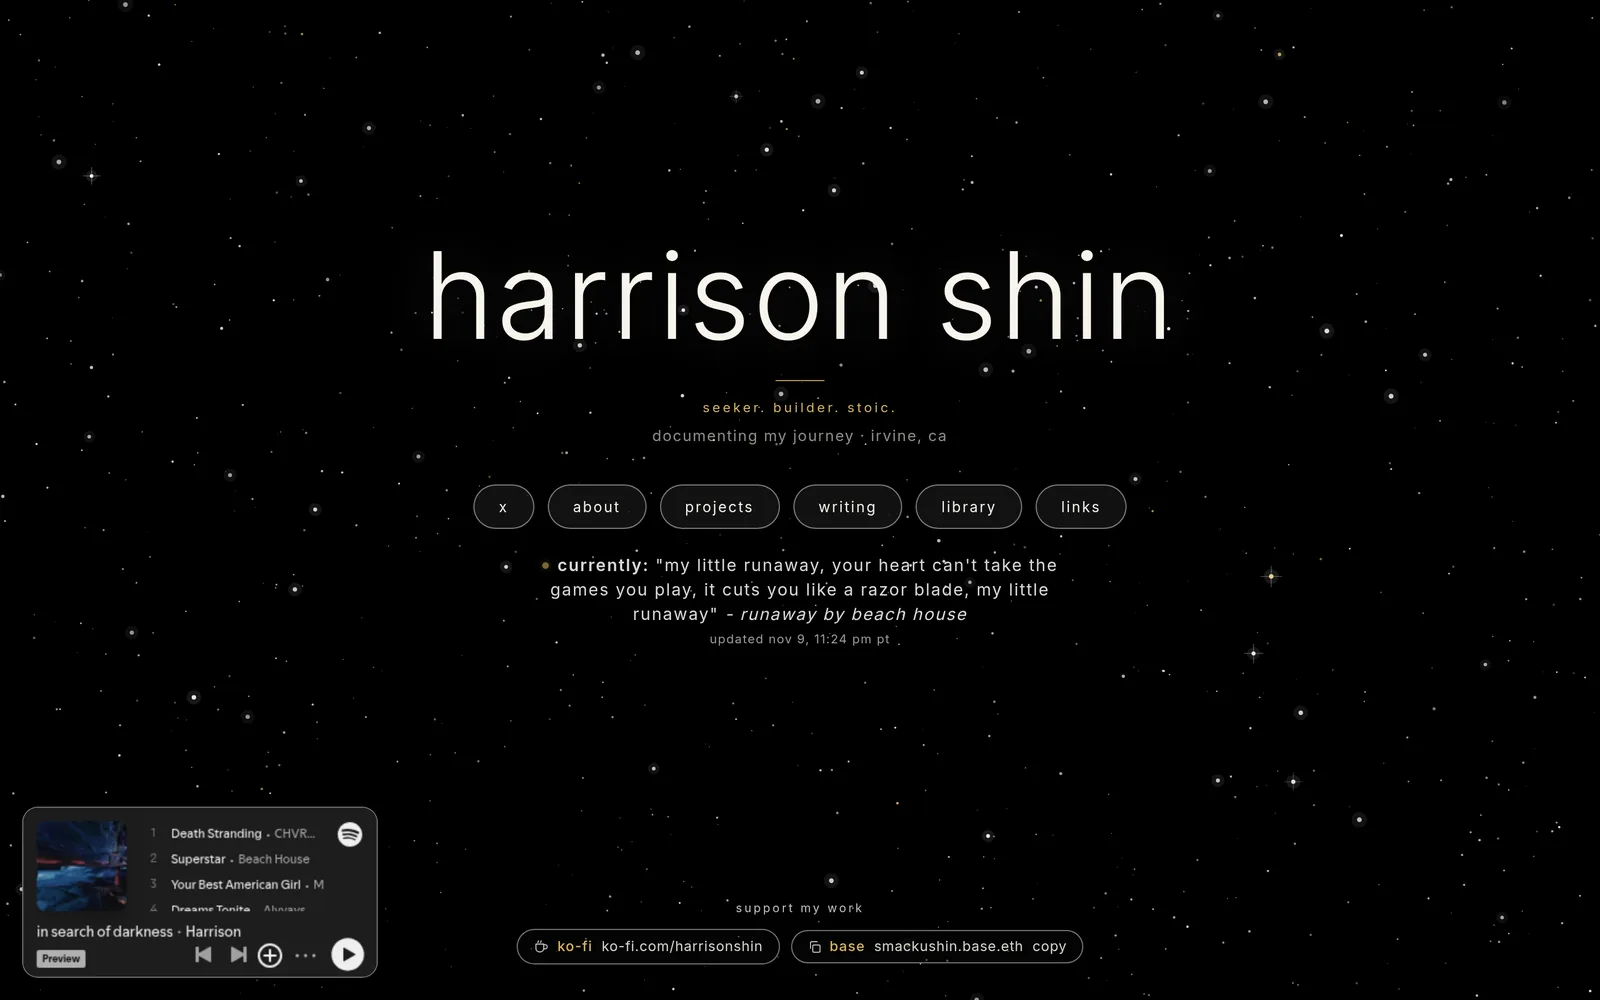 harrison shin
seeker. builder. stoic.
documenting my journey · irvine, ca
x about projects writing library links
currently: "my little runaway, your heart can't take the
games you play, it cuts you like a razor blade, my little
runaway" - runaway by beach house
updated nov 9, 11:24 pm pt
1 Death Stranding • CHVR...
2 Superstar • Beach House
3 Your Best American Girl • M
4 Dreams Tonite Alvvays
in search of darkness · Harrison
Preview
support my work
ko-fi ko-fi.com/harrisonshin
base smackushin.base.eth copy